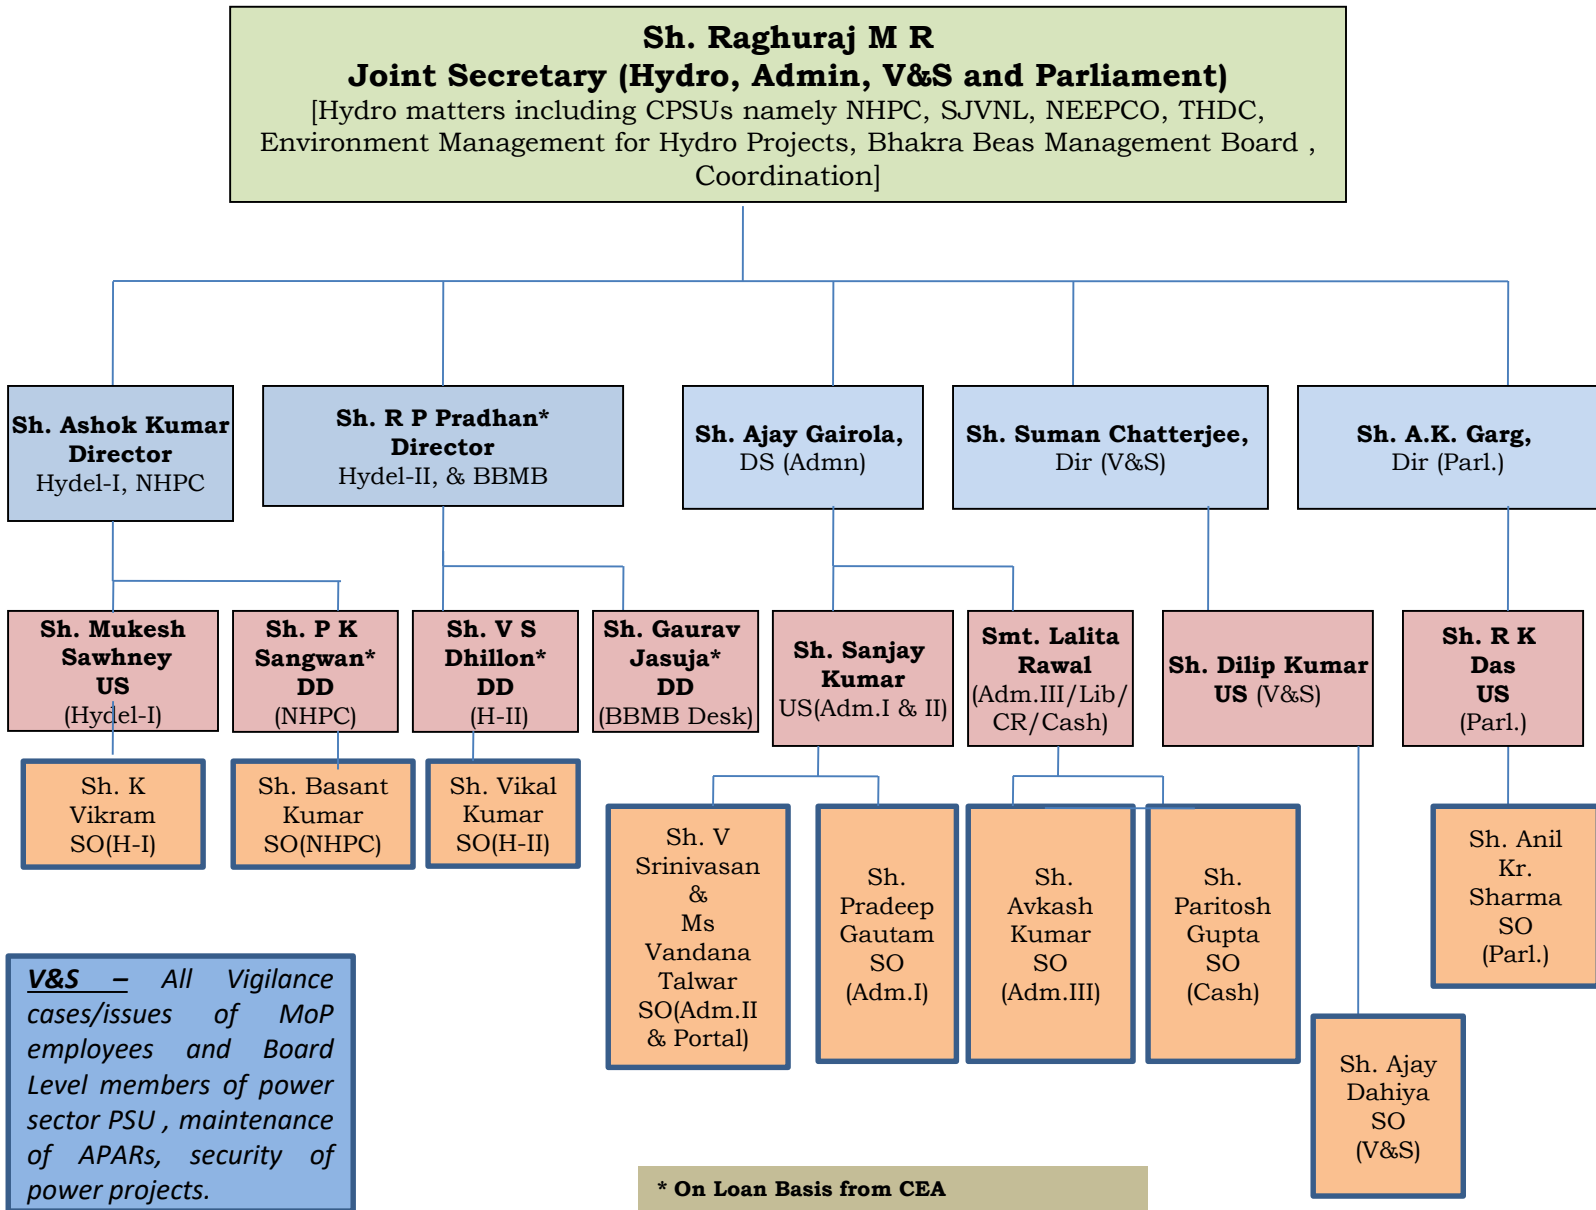 Sh. Raghuraj M R
Joint Secretary (Hydro, Admin, V&S and Parliament)
[Hydro matters including CPSUs namely NHPC, SJVNL, NEEPCO, THDC,
Environment Management for Hydro Projects, Bhakra Beas Management Board ,
Coordination]
Sh. Ashok Kumar
Director
Hydel-I, NHPC
Sh. R P Pradhan*
Director
Hydel-II, & BBMB
Sh. Ajay Gairola,
DS (Admn)
Sh. Suman Chatterjee,
Dir (V&S)
Sh. A.K. Garg,
Dir (Parl.)
Sh. Mukesh
Sawhney
US
(Hydel-I)
Sh. P K
Sangwan*
DD
(NHPC)
Sh. V S
Dhillon*
DD
(H-II)
Sh. Gaurav
Jasuja*
DD
(BBMB Desk)
Sh. Sanjay
Kumar
US(Adm.I & II)
Smt. Lalita
Rawal
(Adm.III/Lib/
CR/Cash)
Sh. Dilip Kumar
US (V&S)
Sh. R K
Das
US
(Parl.)
Sh. K
Vikram
SO(H-I)
Sh. Basant
Kumar
SO(NHPC)
Sh. Vikal
Kumar
SO(H-II)
Sh. V
Srinivasan
&
Ms
Vandana
Talwar
SO(Adm.II
& Portal)
Sh.
Pradeep
Gautam
SO
(Adm.I)
Sh.
Avkash
Kumar
SO
(Adm.III)
Sh.
Paritosh
Gupta
SO
(Cash)
Sh. Anil
Kr.
Sharma
SO
(Parl.)
Sh. Ajay
Dahiya
SO
(V&S)
V&S – All Vigilance
cases/issues of MoP
employees and Board
Level members of power
sector PSU , maintenance
of APARs, security of
power projects.
* On Loan Basis from CEA